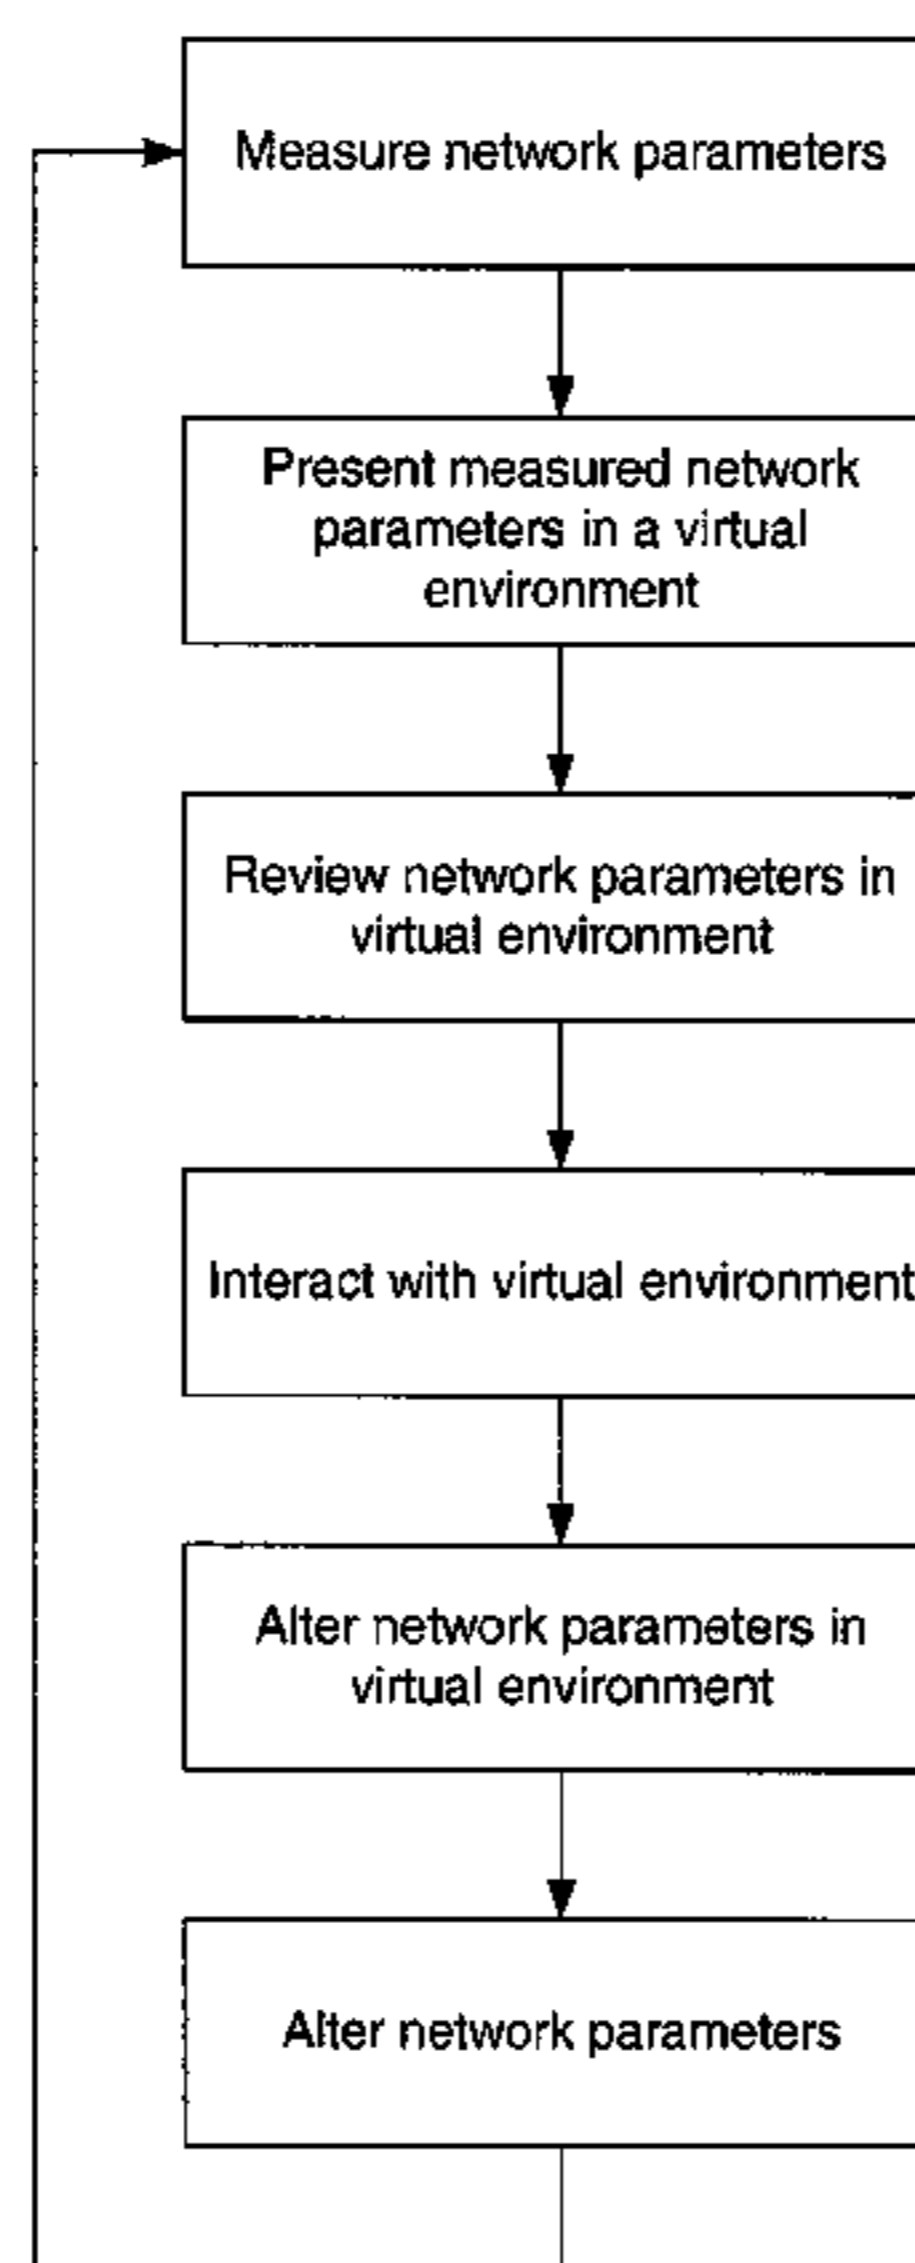 Measure network parameters
Present measured network
parameters in a virtual
environment
Review network parameters in
virtual environment
Interact with virtual environment
Alter network parameters in
virtual environment
Alter network parameters